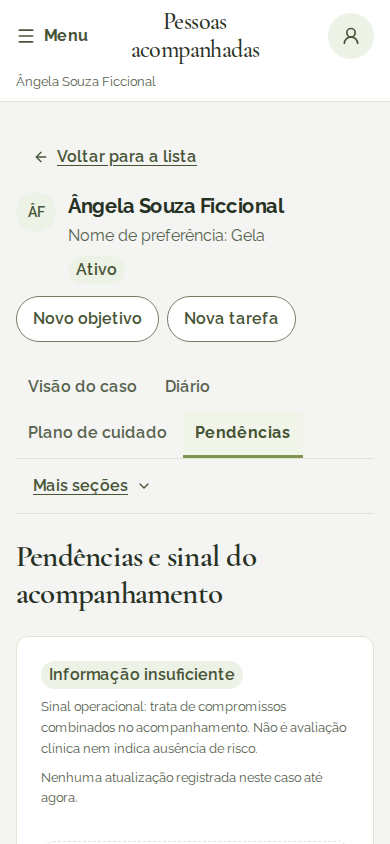 Menu
Pessoas
acompanhadas
Ângela Souza Ficcional
Voltar para a lista
ÂF
Ângela Souza Ficcional
Nome de preferência: Gela
Ativo
Novo objetivo
Nova tarefa
Visão do caso
Diário
Plano de cuidado
Pendências
Mais seções
Pendências e sinal do
acompanhamento
Informação insuficiente
Sinal operacional: trata de compromissos
combinados no acompanhamento. Não é avaliação
clínica nem indica ausência de risco.
Nenhuma atualização registrada neste caso até
agora.